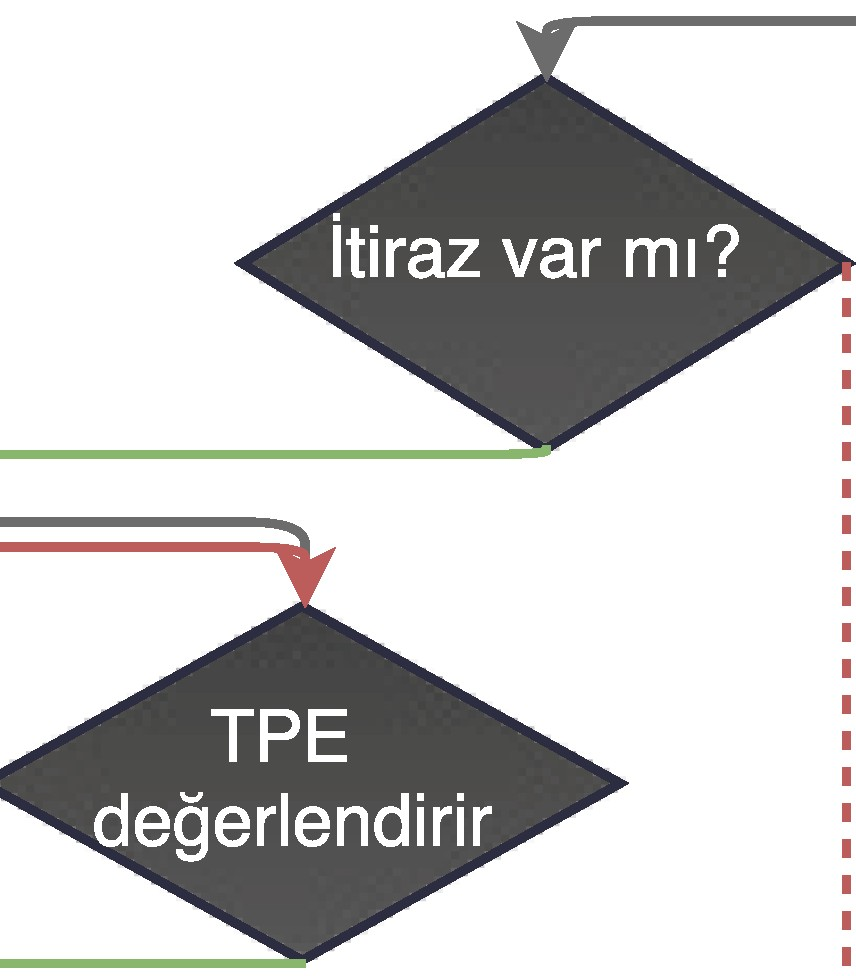 İtiraz var mı?
TPE
değerlendirir